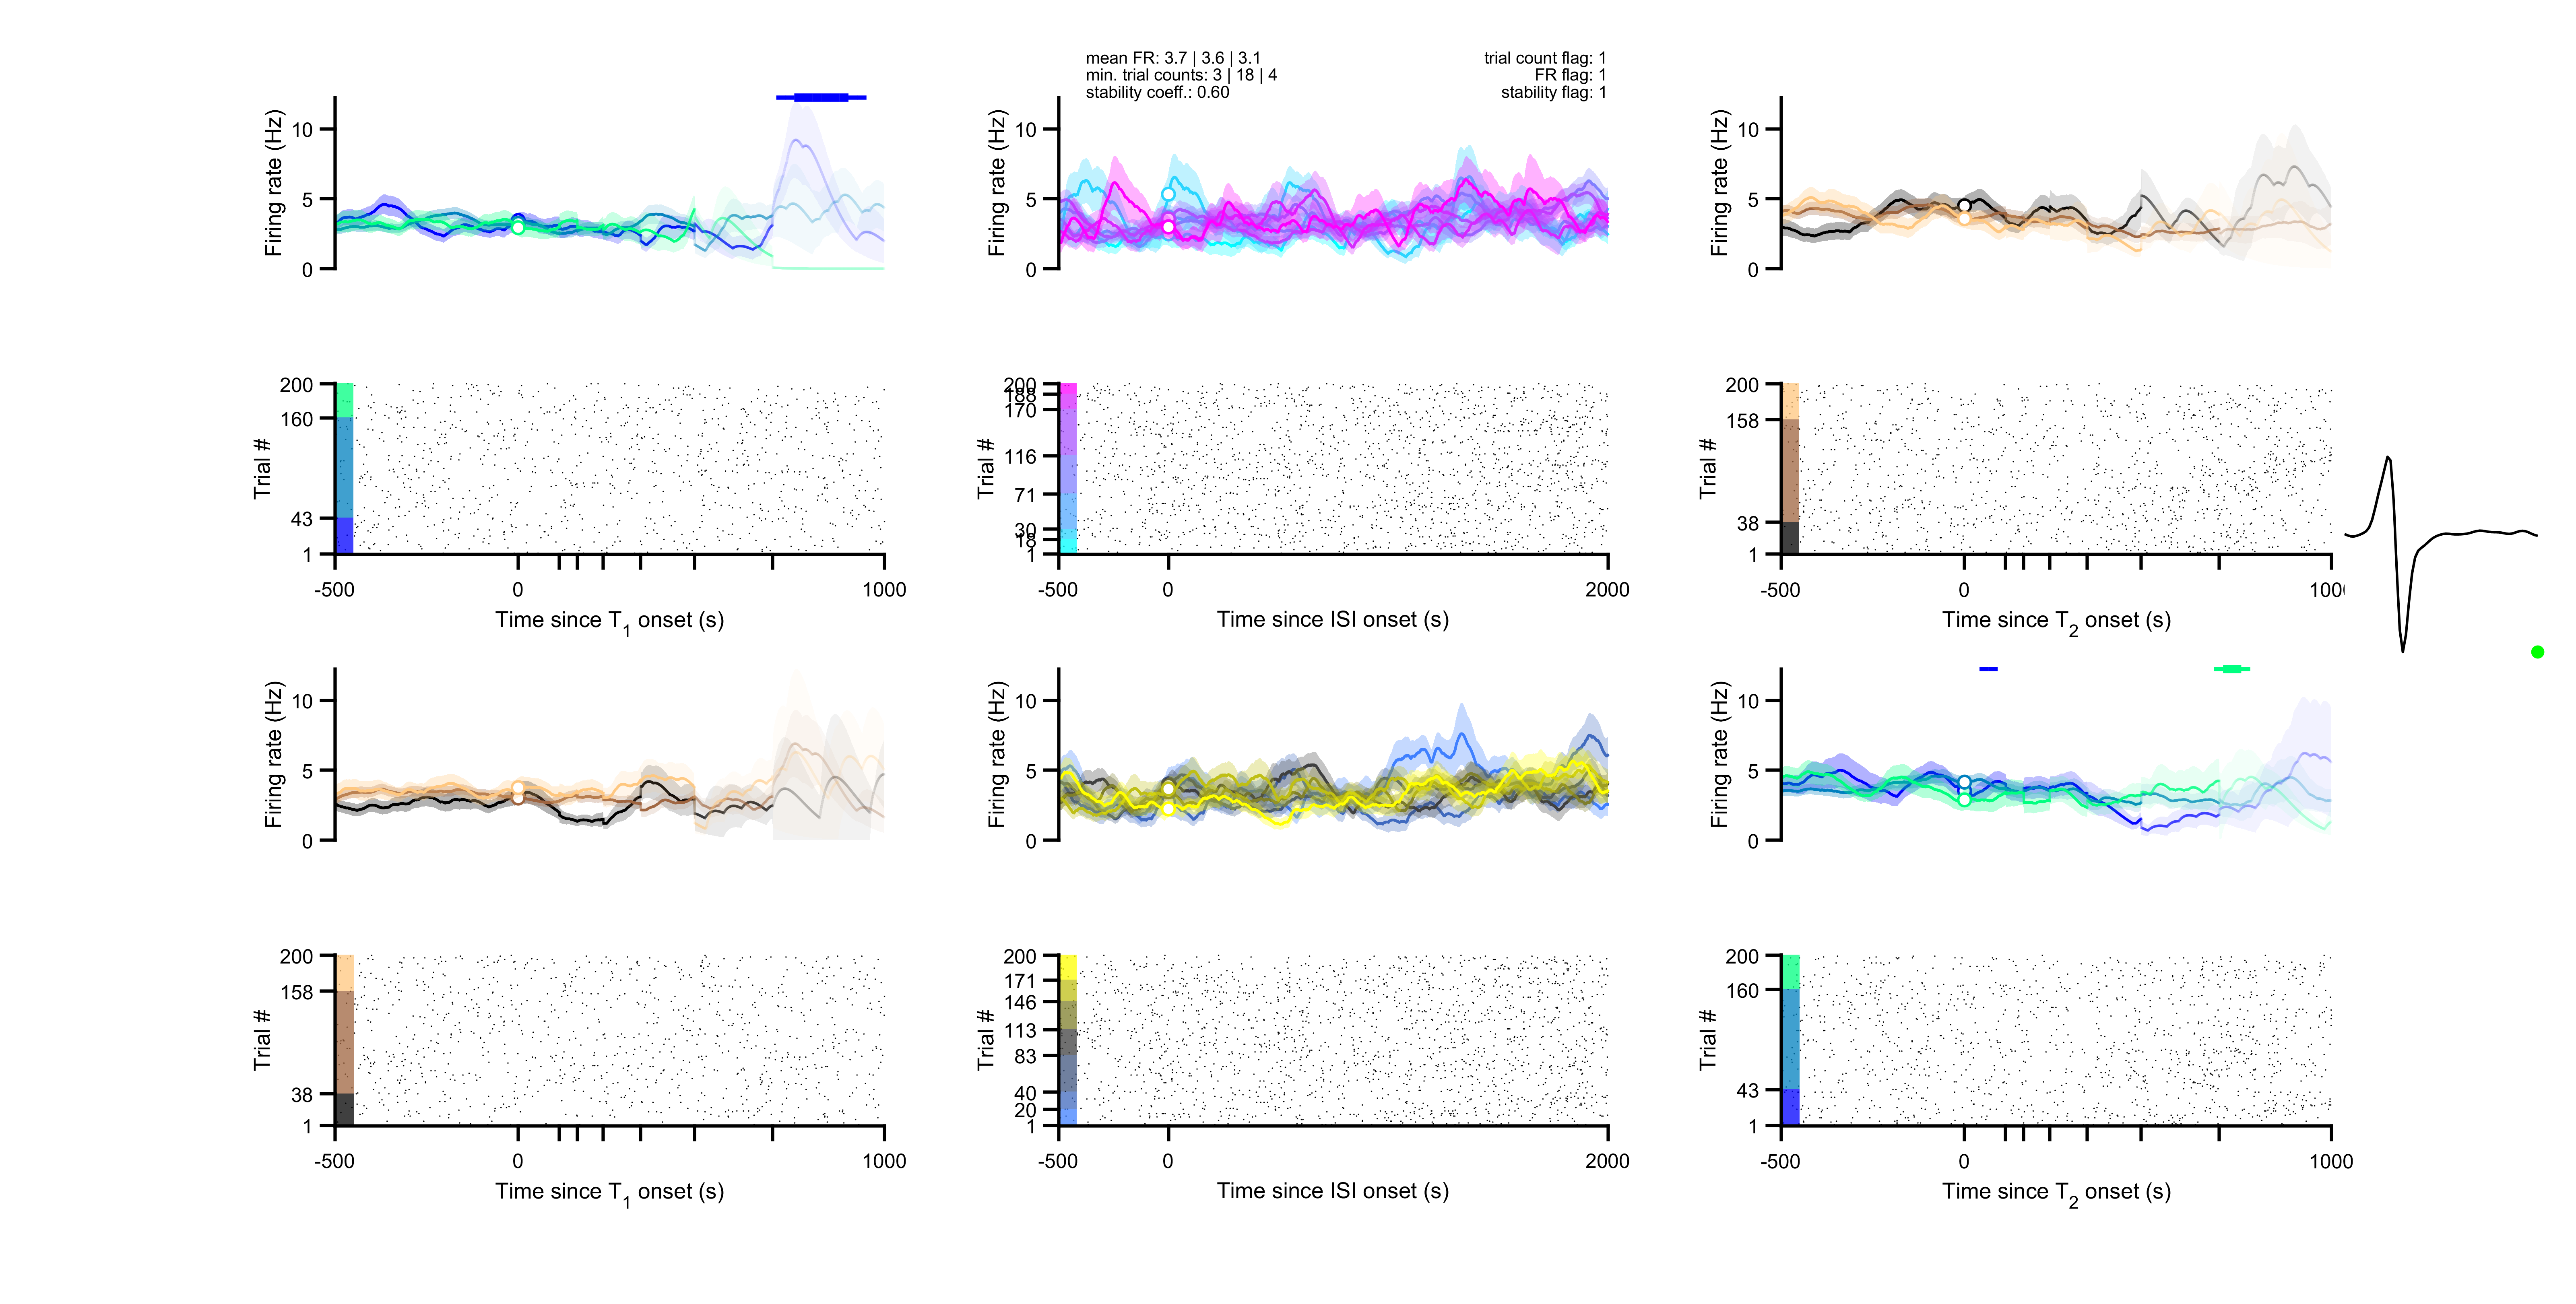 mean FR: 3.7 | 3.6 | 3.1
min. trial counts: 3 | 18 | 4
stability coeff.: 0.60
trial count flag: 1
FR flag: 1
stability flag: 1
Firing rate (Hz)
10
5
0
Firing rate (Hz)
10
5
0
Firing rate (Hz)
10
5
0
Trial #
200
160
43
1
-500
0
1000
Time since T1 onset (s)
Trial #
200
188
170
116
71
30
18
1
-500
0
2000
Time since ISI onset (s)
Trial #
200
158
38
1
-500
0
Time since T2 onset (s)
Firing rate (Hz)
10
5
0
Firing rate (Hz)
10
5
0
Firing rate (Hz)
10
5
0
Trial #
200
158
38
1
-500
0
1000
Time since T1 onset (s)
Trial #
200
171
146
113
83
40
20
1
-500
0
2000
Time since ISI onset (s)
Trial #
200
160
43
1
-500
0
1000
Time since T2 onset (s)